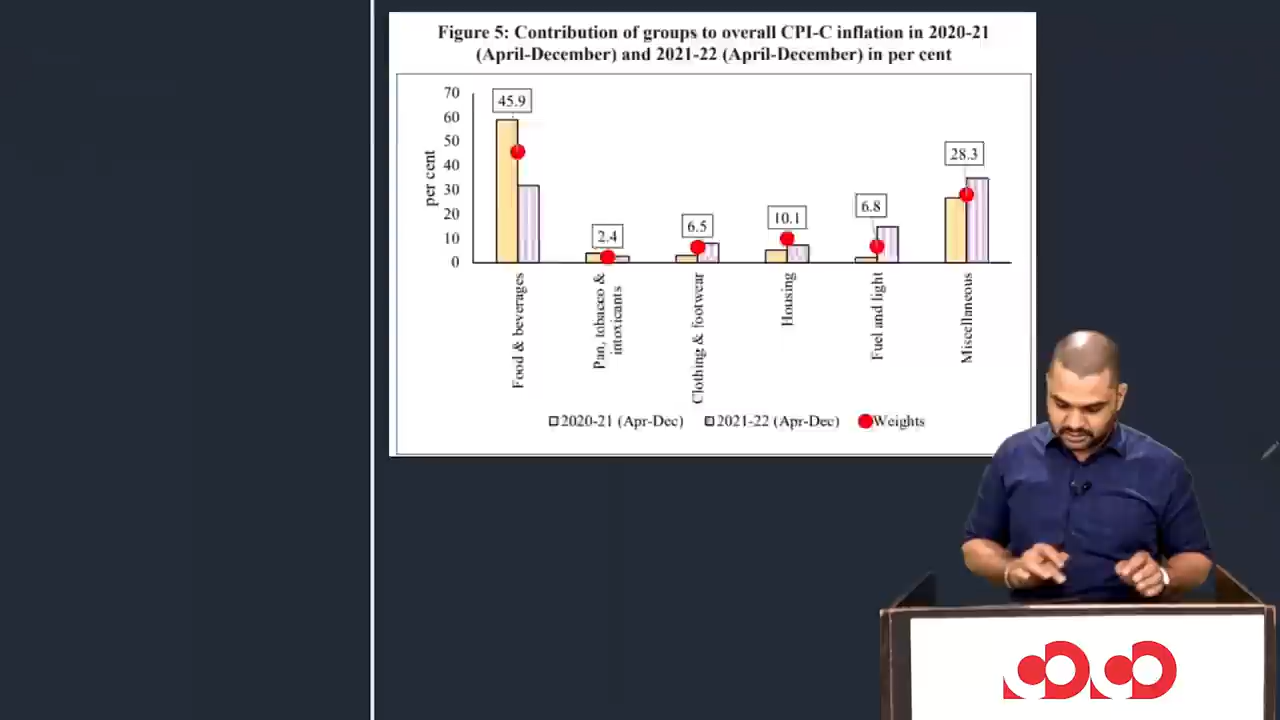 Figure 5: Contribution of groups to overall CPI-C inflation in 2020-21
(April-December) and 2021-22 (April-December) in per cent
per cent
70
60
50
40
30
20
10
0
45.9
2.4
6.5
10.1
6.8
28.3
Food & beverages
Pan, tobacco &
intoxicants
Clothing & footwear
Housing
Fuel and light
Miscellaneous
2020-21 (Apr-Dec) 2021-22 (Apr-Dec) Weights